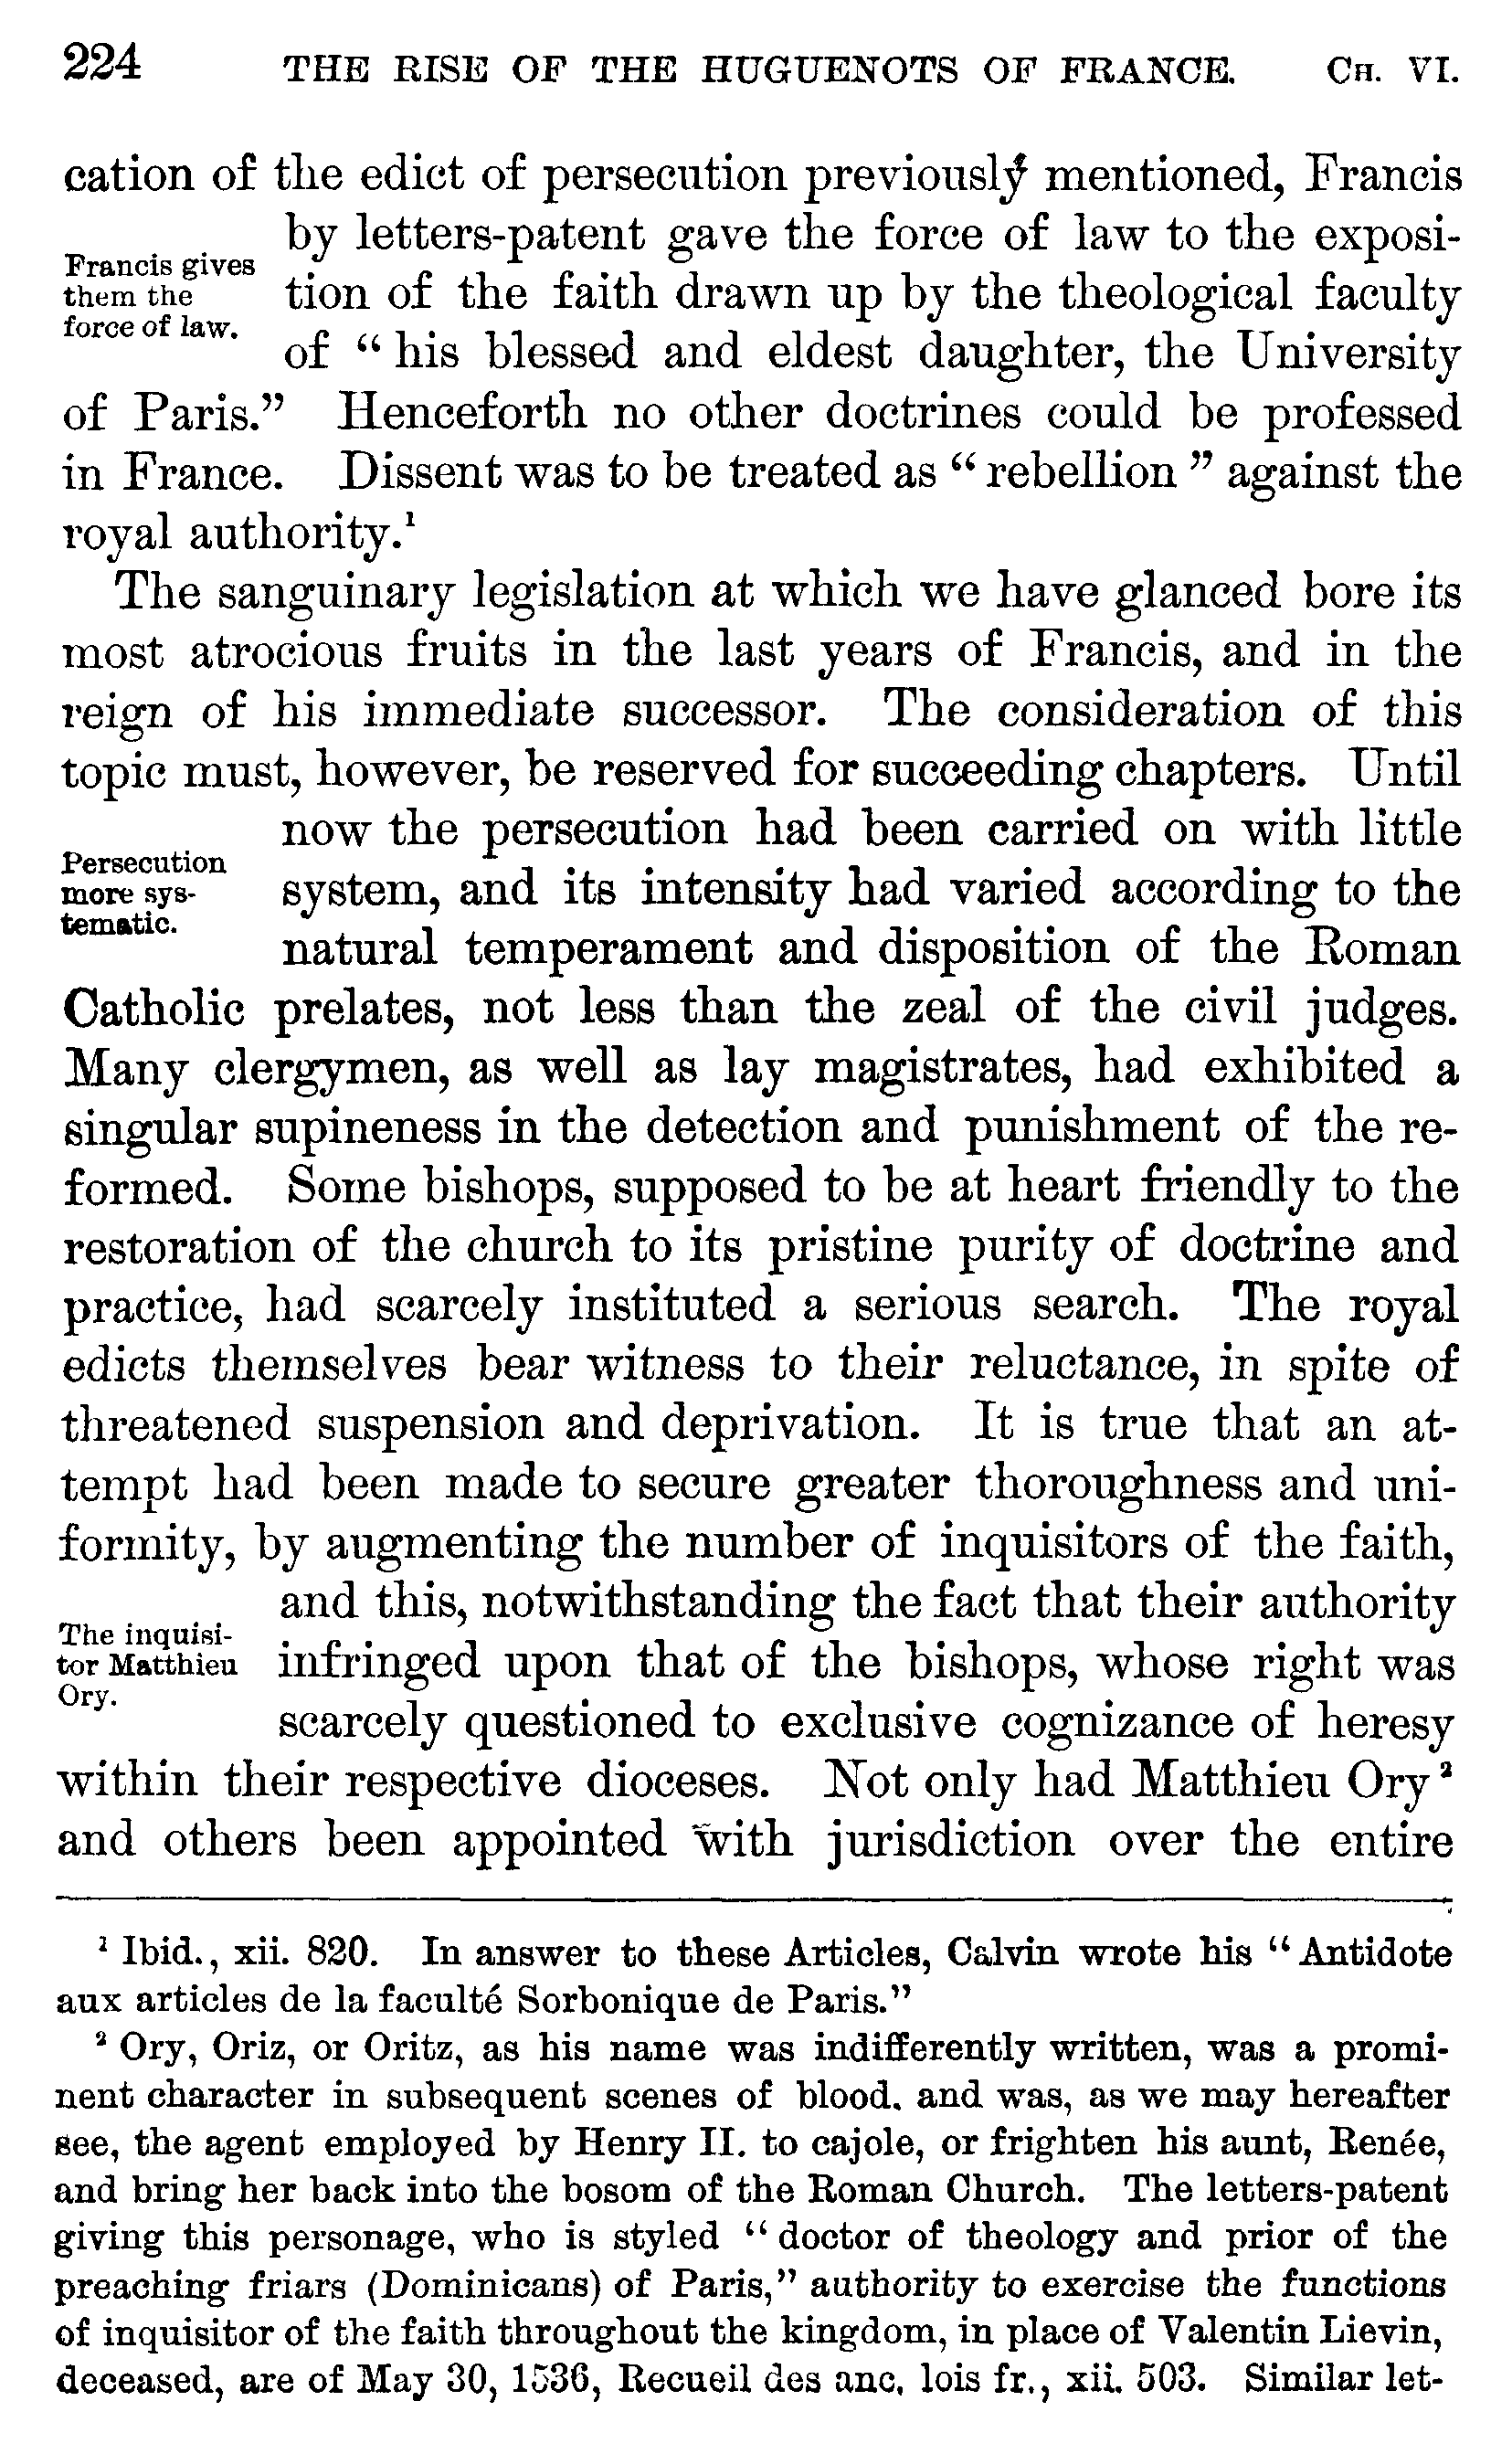 224 THE RISE OF THE HUGUENOTS OF FRANCE. CH. VI.
cation of the edict of persecution previously mentioned, Francis
by letters-patent gave the force of law to the exposi-
Francis gives
them the
force of law.
tion of the faith drawn up by the theological faculty
of “ his blessed and eldest daughter, the University
of Paris.” Henceforth no other doctrines could be professed
in France. Dissent was to be treated as “ rebellion ” against the
royal authority.¹
The sanguinary legislation at which we have glanced bore its
most atrocious fruits in the last years of Francis, and in the
reign of his immediate successor. The consideration of this
topic must, however, be reserved for succeeding chapters. Until
now the persecution had been carried on with little
Persecution
more sys-
tematic.
system, and its intensity had varied according to the
natural temperament and disposition of the Roman
Catholic prelates, not less than the zeal of the civil judges.
Many clergymen, as well as lay magistrates, had exhibited a
singular supineness in the detection and punishment of the re-
formed. Some bishops, supposed to be at heart friendly to the
restoration of the church to its pristine purity of doctrine and
practice, had scarcely instituted a serious search. The royal
edicts themselves bear witness to their reluctance, in spite of
threatened suspension and deprivation. It is true that an at-
tempt had been made to secure greater thoroughness and uni-
formity, by augmenting the number of inquisitors of the faith,
and this, notwithstanding the fact that their authority
The inquisi-
tor Matthieu
Ory.
infringed upon that of the bishops, whose right was
scarcely questioned to exclusive cognizance of heresy
within their respective dioceses. Not only had Matthieu Ory²
and others been appointed with jurisdiction over the entire
¹ Ibid., xii. 820. In answer to these Articles, Calvin wrote his “ Antidote
aux articles de la faculté Sorbonique de Paris.”
² Ory, Oriz, or Oritz, as his name was indifferently written, was a promi-
nent character in subsequent scenes of blood. and was, as we may hereafter
see, the agent employed by Henry II. to cajole, or frighten his aunt, Renée,
and bring her back into the bosom of the Roman Church. The letters-patent
giving this personage, who is styled “ doctor of theology and prior of the
preaching friars (Dominicans) of Paris,” authority to exercise the functions
of inquisitor of the faith throughout the kingdom, in place of Valentin Lievin,
deceased, are of May 30, 1536, Recueil des anc. lois fr., xii. 503. Similar let-